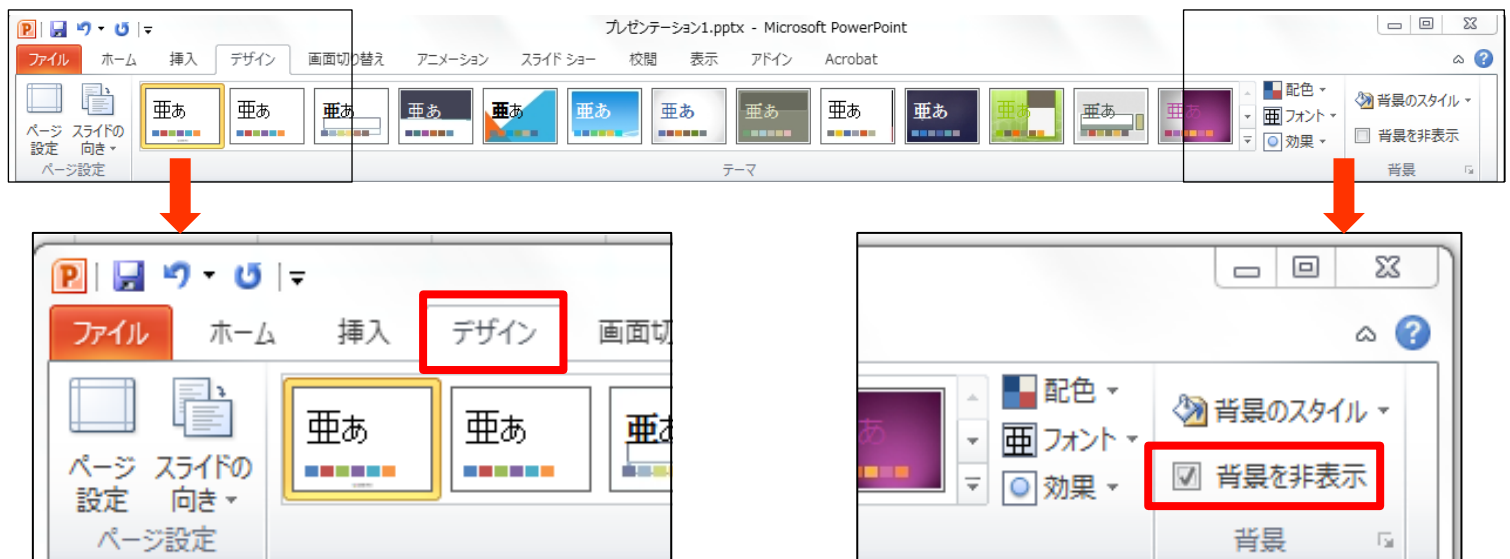 プレゼンテーション1.pptx - Microsoft PowerPoint
ファイル ホーム 挿入 デザイン 画面切り替え アニメーション スライド ショー 校閲 表示 アドイン Acrobat
亜あ 亜あ 亜あ 亜あ 亜あ 亜あ 亜あ 亜あ 亜あ 亜あ 亜あ 亜あ 亜あ
配色
フォント
効果
背景のスタイル
背景を非表示
ページ設定
スライドの向き
ページ設定
テーマ
背景
ファイル ホーム 挿入 デザイン 画面切
亜あ 亜あ 亜あ
ページ スライドの
設定 向き
ページ設定
あ
配色
フォント
効果
背景のスタイル
背景を非表示
背景